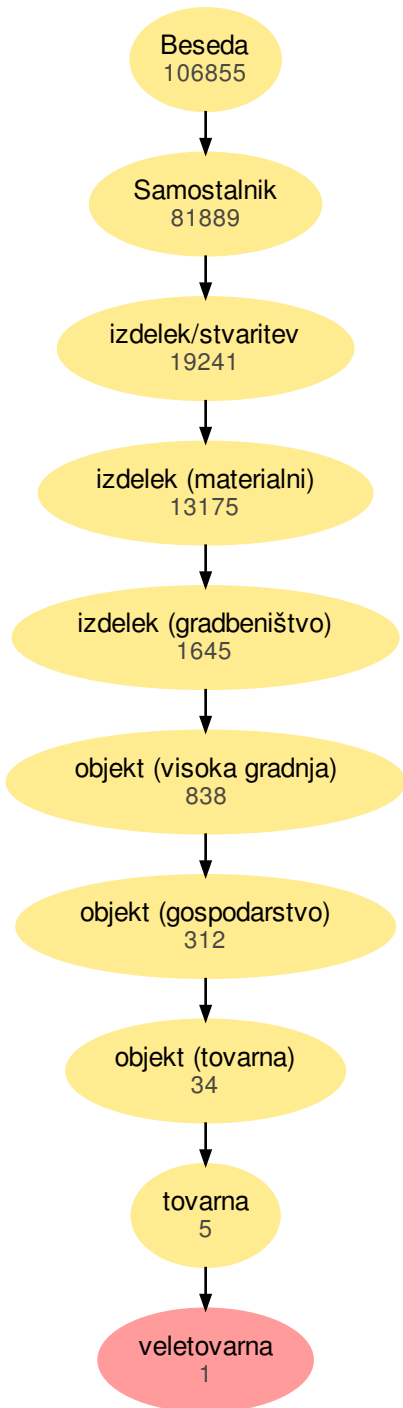 Beseda
106855
Samostalnik
81889
izdelek/stvaritev
19241
izdelek (materialni)
13175
izdelek (gradbeništvo)
1645
objekt (visoka gradnja)
838
objekt (gospodarstvo)
312
objekt (tovarna)
34
tovarna
5
veletovarna
1